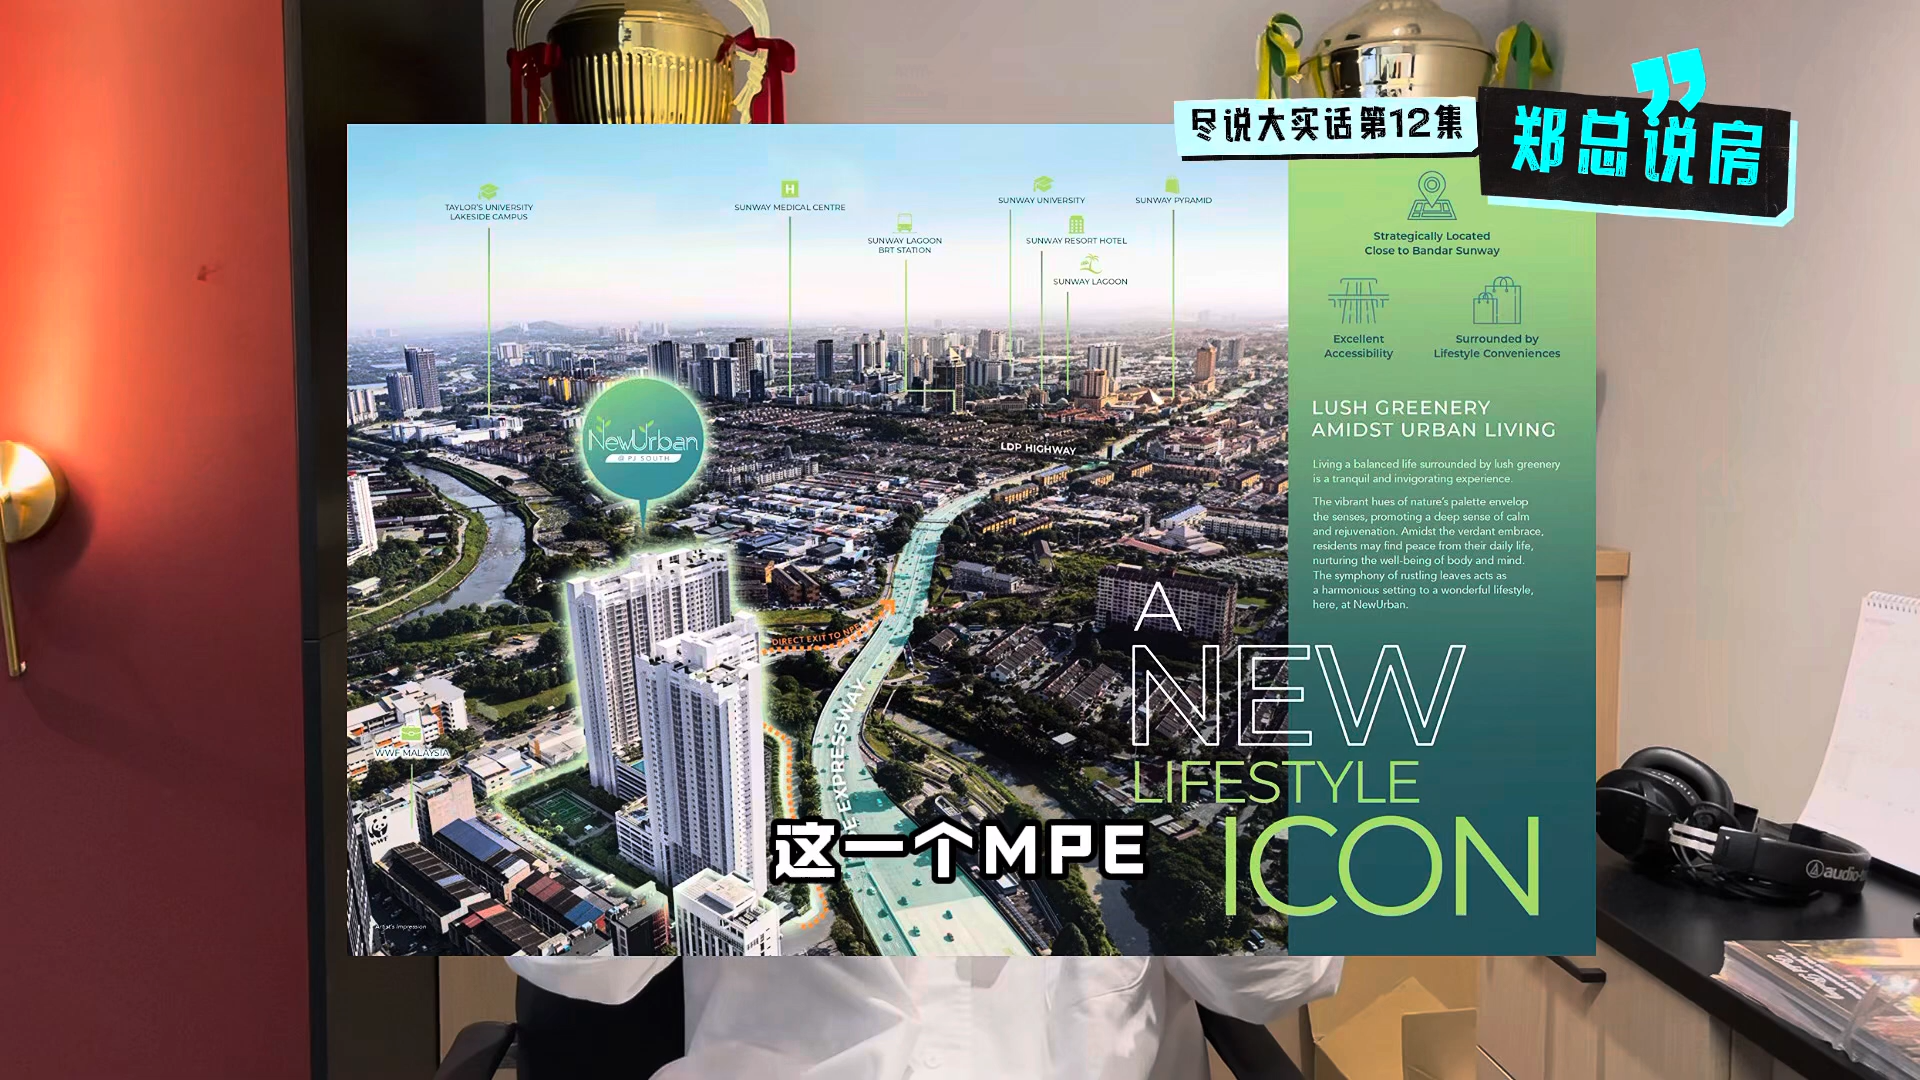 尽说大实话第12集
郑总说房
TAYLOR'S UNIVERSITY
LAKESIDE CAMPUS
H
SUNWAY MEDICAL CENTRE
SUNWAY LAGOON
BRT STATION
SUNWAY UNIVERSITY
SUNWAY RESORT HOTEL
SUNWAY LAGOON
SUNWAY PYRAMID
NewUrban
@ PJ SOUTH
LDP HIGHWAY
DIRECT EXIT TO NPE
E EXPRESSWAY
WWF MALAYSIA
WWF
Artist's Impression
Strategically Located
Close to Bandar Sunway
Excellent
Accessibility
Surrounded by
Lifestyle Conveniences
LUSH GREENERY
AMIDST URBAN LIVING
Living a balanced life surrounded by lush greenery
is a tranquil and invigorating experience.
The vibrant hues of nature's palette envelop
the senses, promoting a deep sense of calm
and rejuvenation. Amidst the verdant embrace,
residents may find peace from their daily life,
nurturing the well-being of body and mind.
The symphony of rustling leaves acts as
a harmonious setting to a wonderful lifestyle,
here, at NewUrban.
A
NEW
LIFESTYLE
ICON
这一个MPE
audio-t